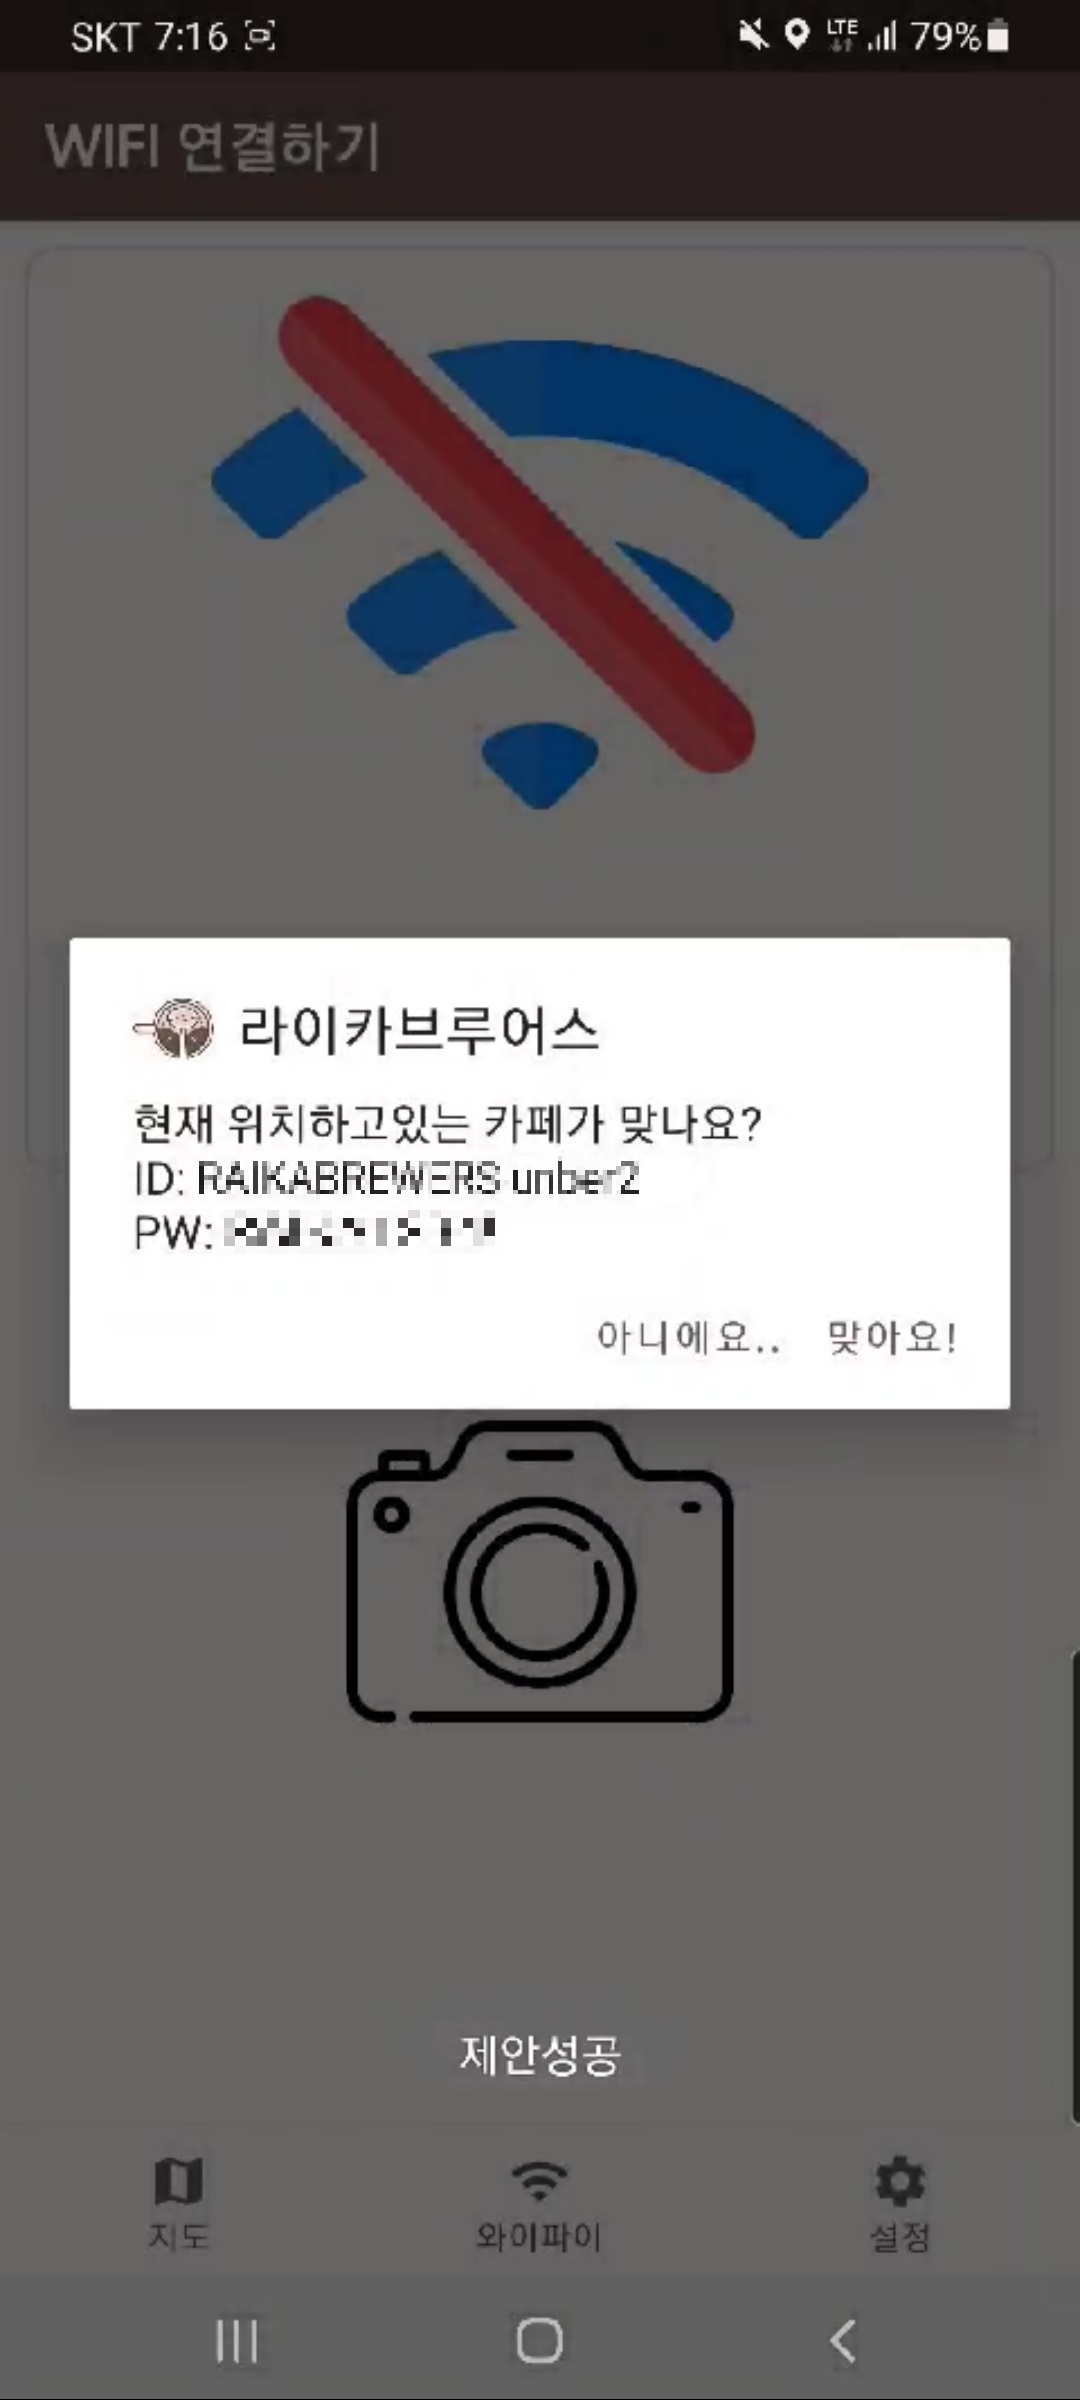 SKT 7:16 LTE 79%
WIFI 연결하기
라이카브루어스
현재 위치하고있는 카페가 맞나요?
ID: RAIKABREWERS unber2
PW:
아니에요.. 맞아요!
제안성공
지도 와이파이 설정